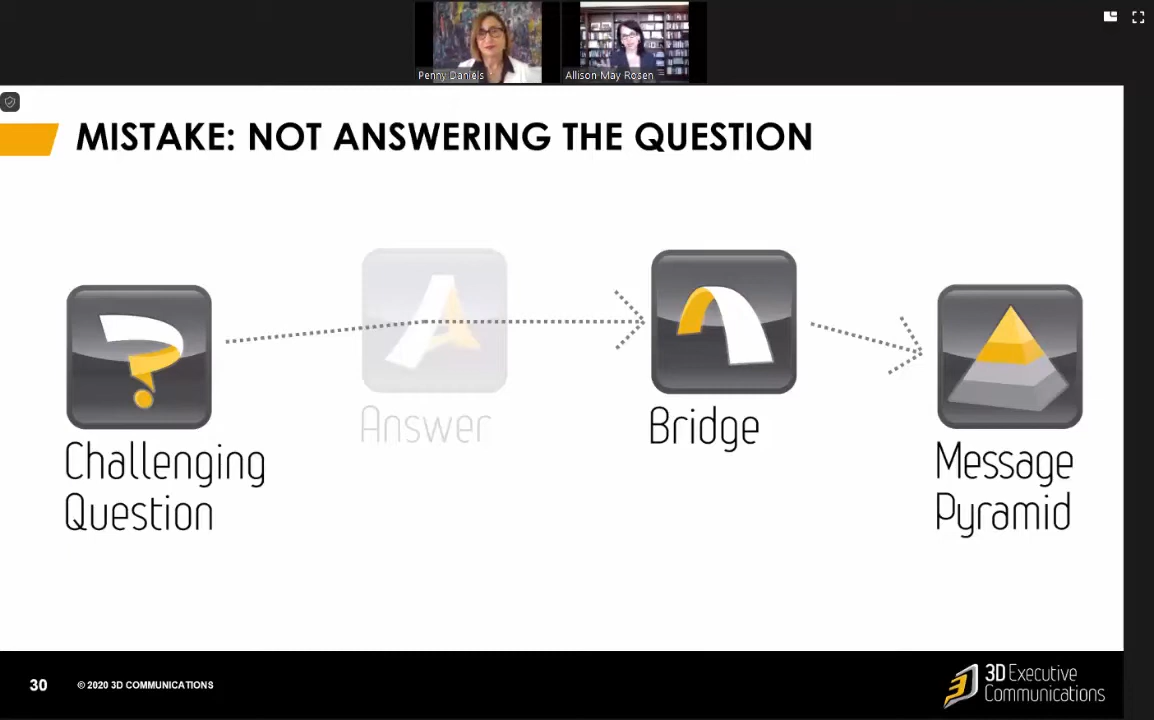 Penny Daniels
Allison May Rosen
MISTAKE: NOT ANSWERING THE QUESTION
Answer
Bridge
Challenging
Question
Message
Pyramid
30
© 2020 3D COMMUNICATIONS
3D Executive
Communications